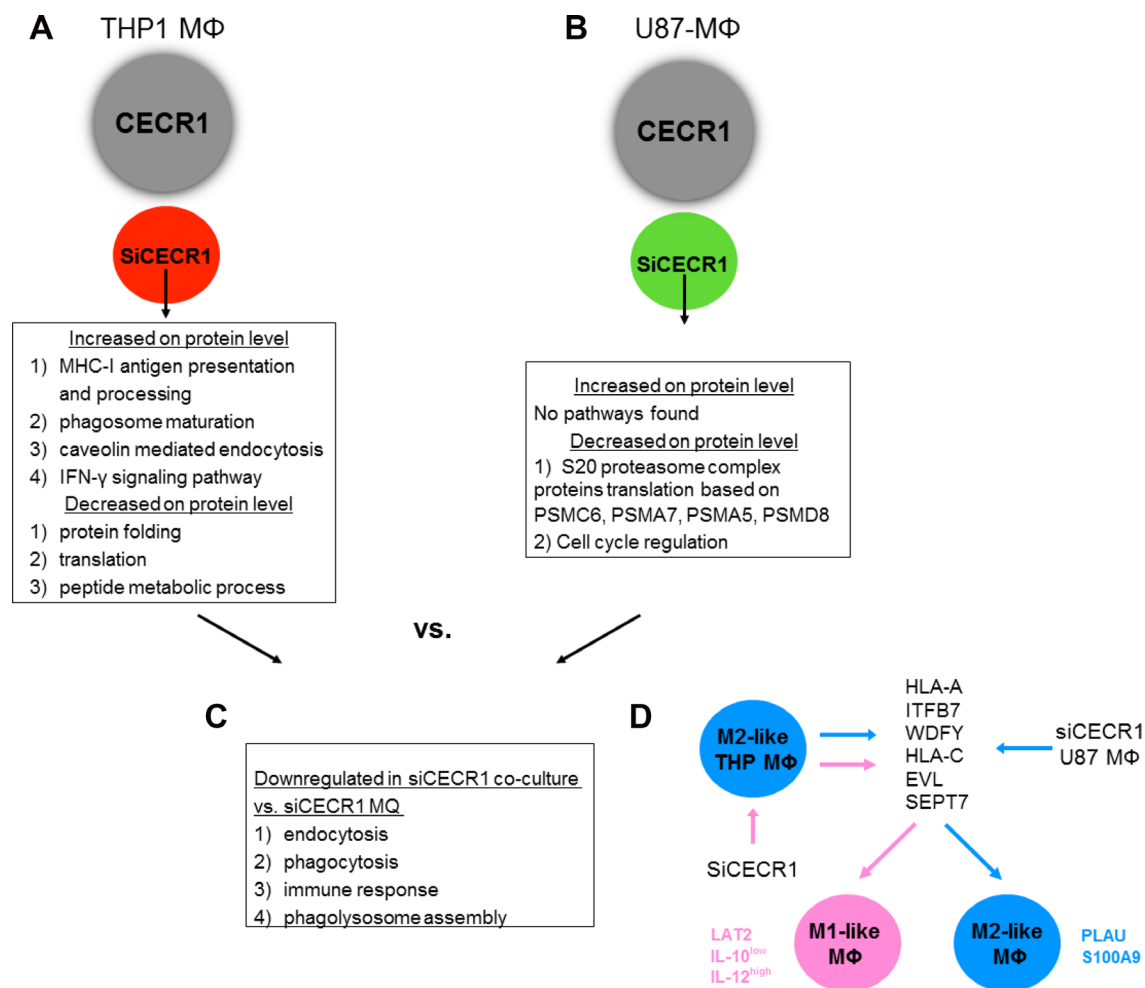 A
THP1 MΦ
CECR1
SiCECR1
Increased on protein level
1) MHC-I antigen presentation
and processing
2) phagosome maturation
3) caveolin mediated endocytosis
4) IFN-γ signaling pathway
Decreased on protein level
1) protein folding
2) translation
3) peptide metabolic process
B
U87-MΦ
CECR1
SiCECR1
Increased on protein level
No pathways found
Decreased on protein level
1) S20 proteasome complex
proteins translation based on
PSMC6, PSMA7, PSMA5, PSMD8
2) Cell cycle regulation
vs.
C
Downregulated in siCECR1 co-culture
vs. siCECR1 MQ
1) endocytosis
2) phagocytosis
3) immune response
4) phagolysosome assembly
D
M2-like
THP MΦ
SiCECR1
HLA-A
ITFB7
WDFY
HLA-C
EVL
SEPT7
siCECR1
U87 MΦ
LAT2
IL-10low
IL-12high
M1-like
MΦ
M2-like
MΦ
PLAU
S100A9